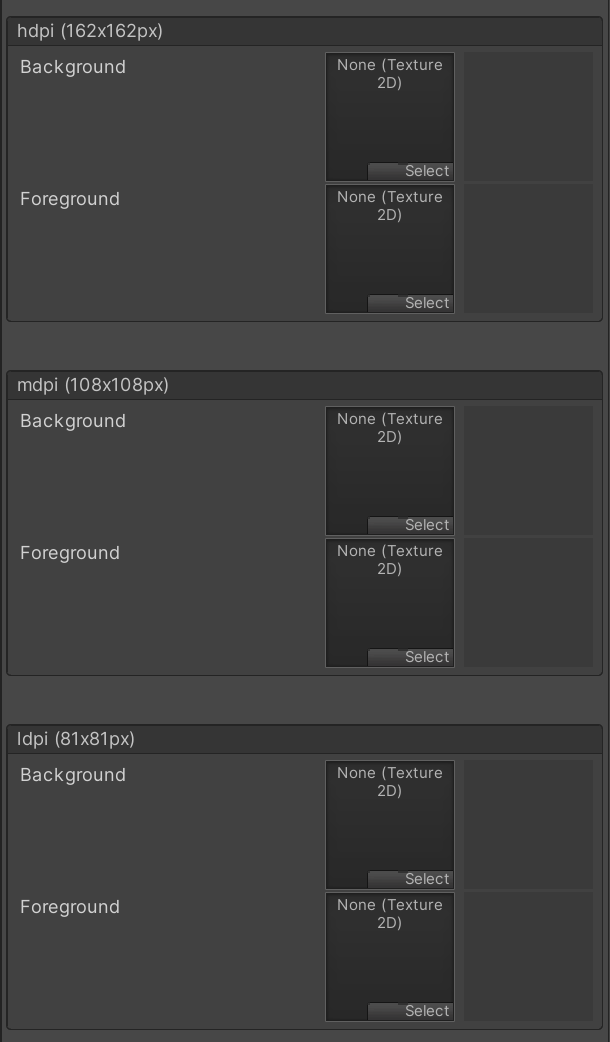 hdpi (162x162px)
Background
None (Texture
2D)
Select
Foreground
None (Texture
2D)
Select
mdpi (108x108px)
Background
None (Texture
2D)
Select
Foreground
None (Texture
2D)
Select
ldpi (81x81px)
Background
None (Texture
2D)
Select
Foreground
None (Texture
2D)
Select